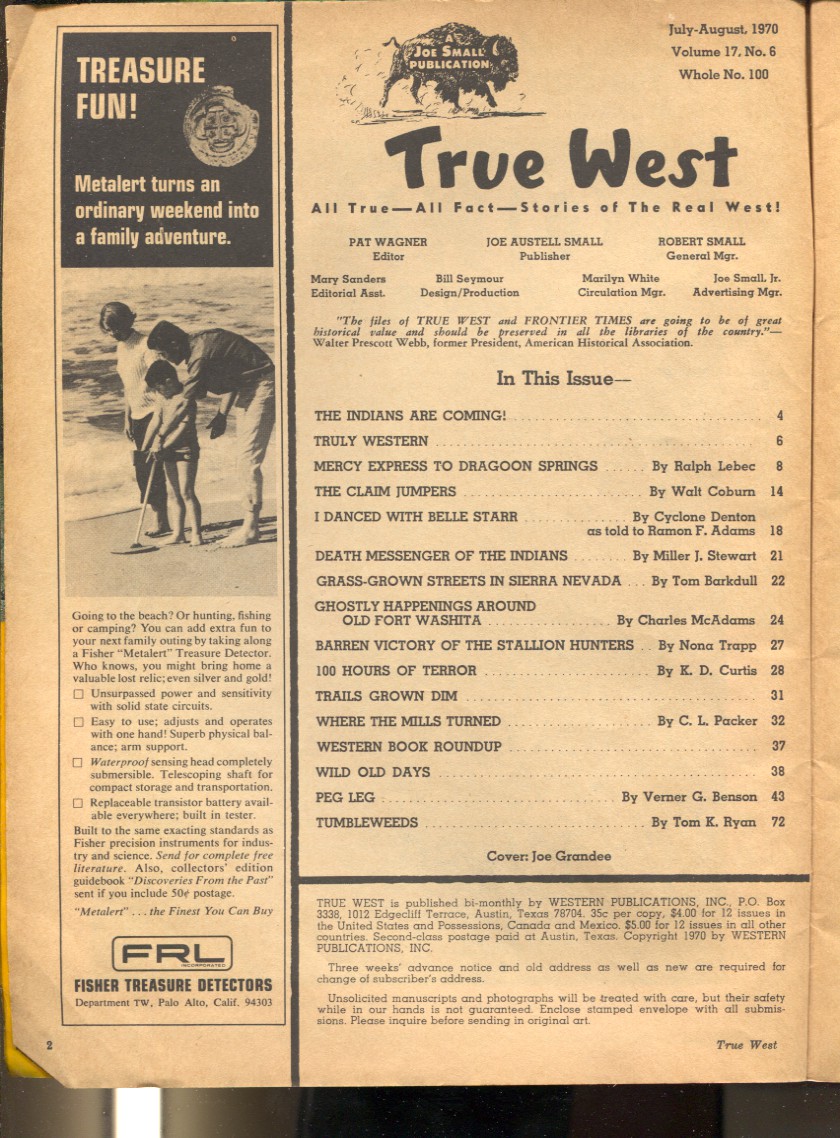 TREASURE
FUN!
Metalert turns an
ordinary weekend into
a family adventure.
Going to the beach? Or hunting, fishing
or camping? You can add extra fun to
your next family outing by taking along
a Fisher "Metalert" Treasure Detector.
Who knows, you might bring home a
valuable lost relic; even silver and gold!
☐ Unsurpassed power and sensitivity
with solid state circuits.
☐ Easy to use; adjusts and operates
with one hand! Superb physical bal-
ance; arm support.
☐ Waterproof sensing head completely
submersible. Telescoping shaft for
compact storage and transportation.
☐ Replaceable transistor battery avail-
able everywhere; built in tester.
Built to the same exacting standards as
Fisher precision instruments for indus-
try and science. Send for complete free
literature. Also, collectors' edition
guidebook "Discoveries From the Past"
sent if you include 50¢ postage.
"Metalert" . . . the Finest You Can Buy
FRL
INCORPORATED
FISHER TREASURE DETECTORS
Department TW, Palo Alto, Calif. 94303
2
A
JOE SMALL
PUBLICATION
July-August, 1970
Volume 17, No. 6
Whole No. 100
True West
All True—All Fact—Stories of The Real West!
PAT WAGNER JOE AUSTELL SMALL ROBERT SMALL
Editor Publisher General Mgr.
Mary Sanders Bill Seymour Marilyn White Joe Small, Jr.
Editorial Asst. Design/Production Circulation Mgr. Advertising Mgr.
"The files of TRUE WEST and FRONTIER TIMES are going to be of great
historical value and should be preserved in all the libraries of the country."—
Walter Prescott Webb, former President, American Historical Association.
In This Issue—
THE INDIANS ARE COMING! 4
TRULY WESTERN 6
MERCY EXPRESS TO DRAGOON SPRINGS By Ralph Lebec 8
THE CLAIM JUMPERS By Walt Coburn 14
I DANCED WITH BELLE STARR By Cyclone Denton
as told to Ramon F. Adams 18
DEATH MESSENGER OF THE INDIANS By Miller J. Stewart 21
GRASS-GROWN STREETS IN SIERRA NEVADA By Tom Barkdull 22
GHOSTLY HAPPENINGS AROUND
OLD FORT WASHITA By Charles McAdams 24
BARREN VICTORY OF THE STALLION HUNTERS By Nona Trapp 27
100 HOURS OF TERROR By K. D. Curtis 28
TRAILS GROWN DIM 31
WHERE THE MILLS TURNED By C. L. Packer 32
WESTERN BOOK ROUNDUP 37
WILD OLD DAYS 38
PEG LEG By Verner G. Benson 43
TUMBLEWEEDS By Tom K. Ryan 72
Cover: Joe Grandee
TRUE WEST is published bi-monthly by WESTERN PUBLICATIONS, INC., P.O. Box
3338, 1012 Edgecliff Terrace, Austin, Texas 78704. 35c per copy, $4.00 for 12 issues in
the United States and Possessions, Canada and Mexico. $5.00 for 12 issues in all other
countries. Second-class postage paid at Austin, Texas. Copyright 1970 by WESTERN
PUBLICATIONS, INC.
Three weeks' advance notice and old address as well as new are required for
change of subscriber's address.
Unsolicited manuscripts and photographs will be treated with care, but their safety
while in our hands is not guaranteed. Enclose stamped envelope with all submis-
sions. Please inquire before sending in original art.
True West